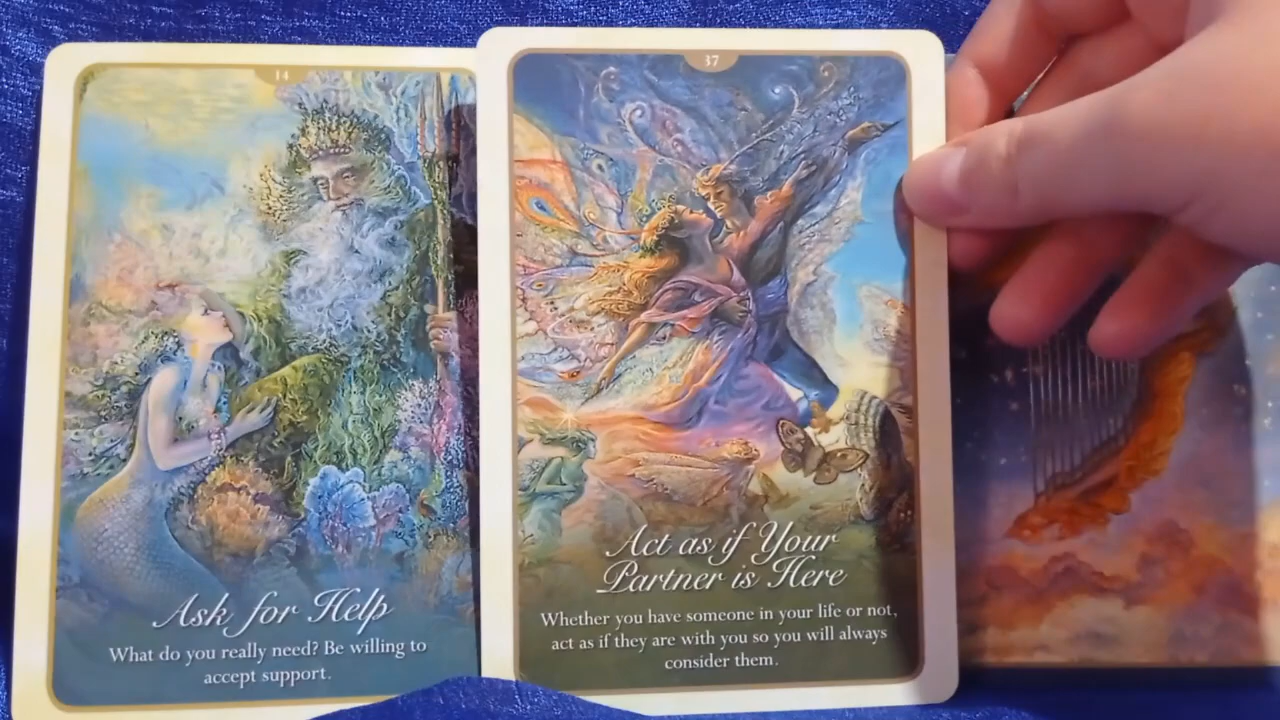 14
Ask for Help
What do you really need? Be willing to
accept support.
37
Act as if Your
Partner is Here
Whether you have someone in your life or not,
act as if they are with you so you will always
consider them.